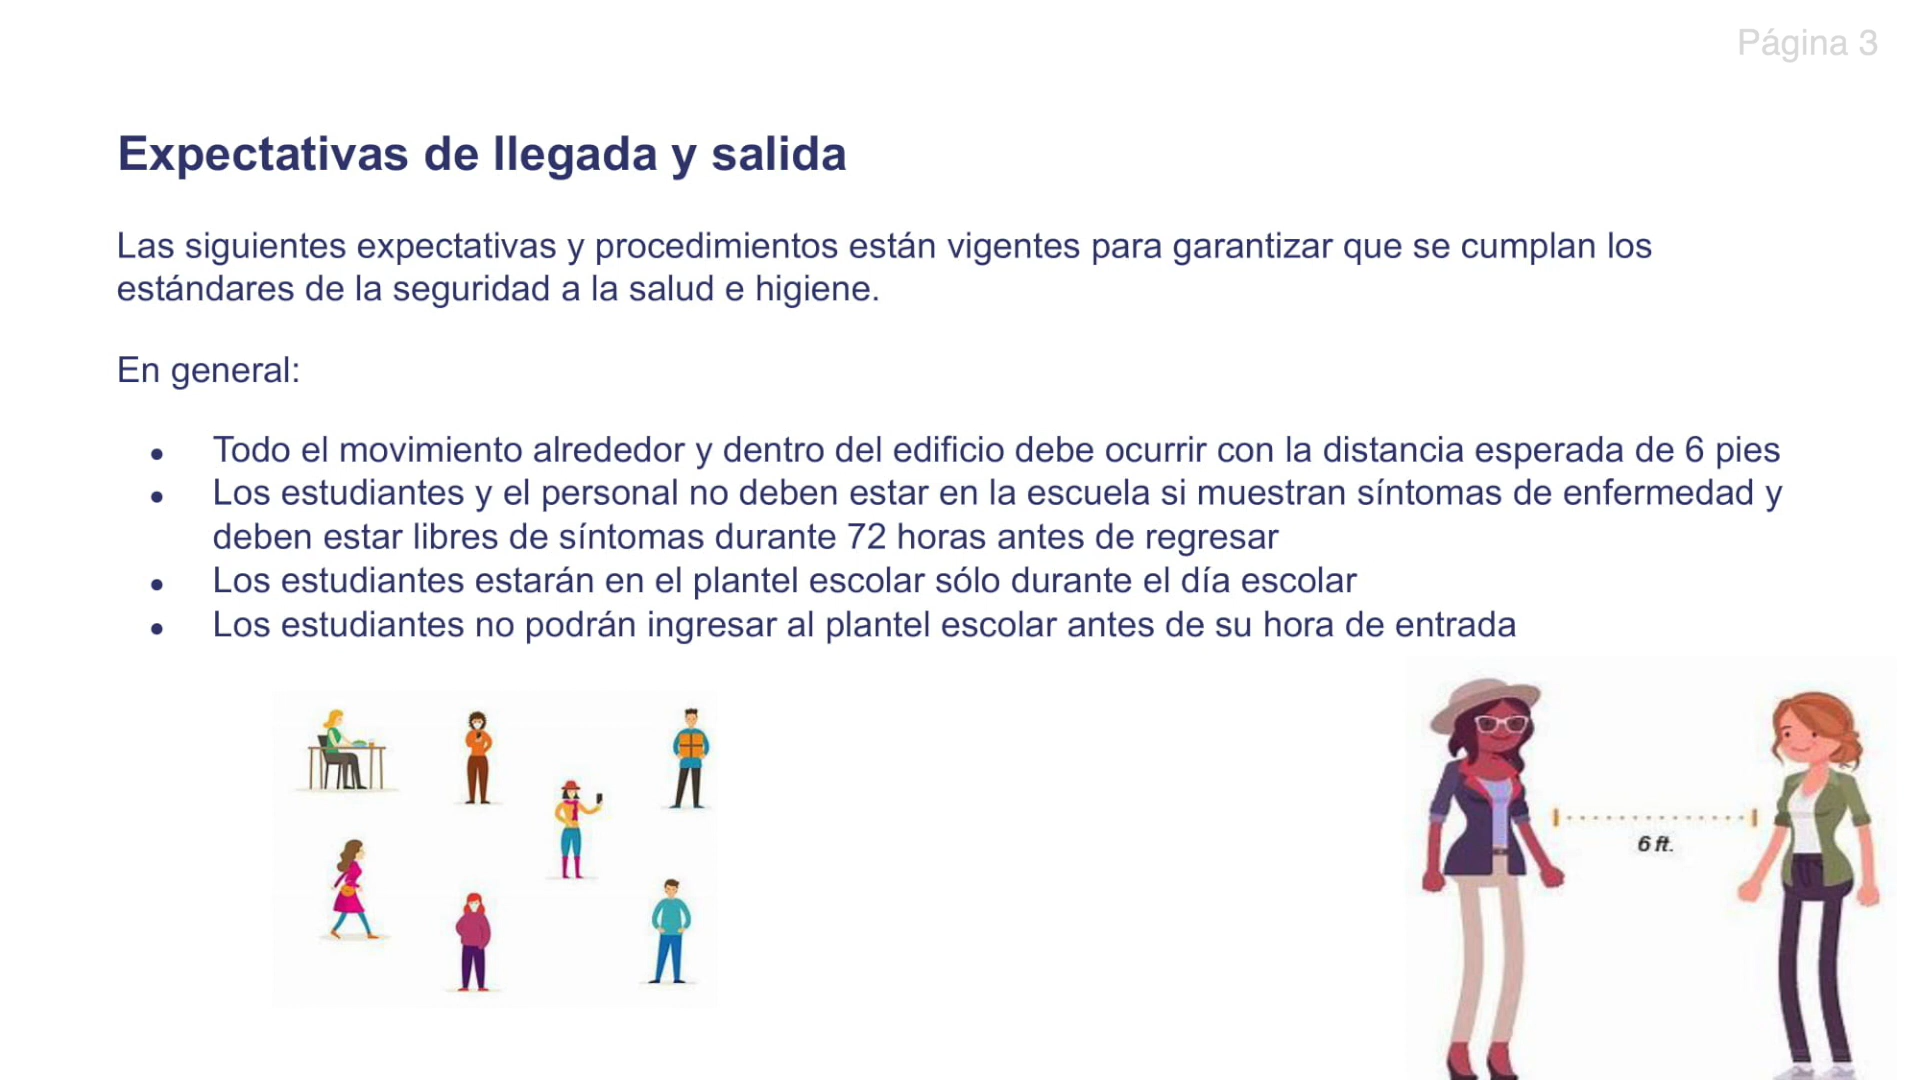 Página 3
Expectativas de llegada y salida
Las siguientes expectativas y procedimientos están vigentes para garantizar que se cumplan los
estándares de la seguridad a la salud e higiene.
En general:
● Todo el movimiento alrededor y dentro del edificio debe ocurrir con la distancia esperada de 6 pies
● Los estudiantes y el personal no deben estar en la escuela si muestran síntomas de enfermedad y
deben estar libres de síntomas durante 72 horas antes de regresar
● Los estudiantes estarán en el plantel escolar sólo durante el día escolar
● Los estudiantes no podrán ingresar al plantel escolar antes de su hora de entrada
6 ft.